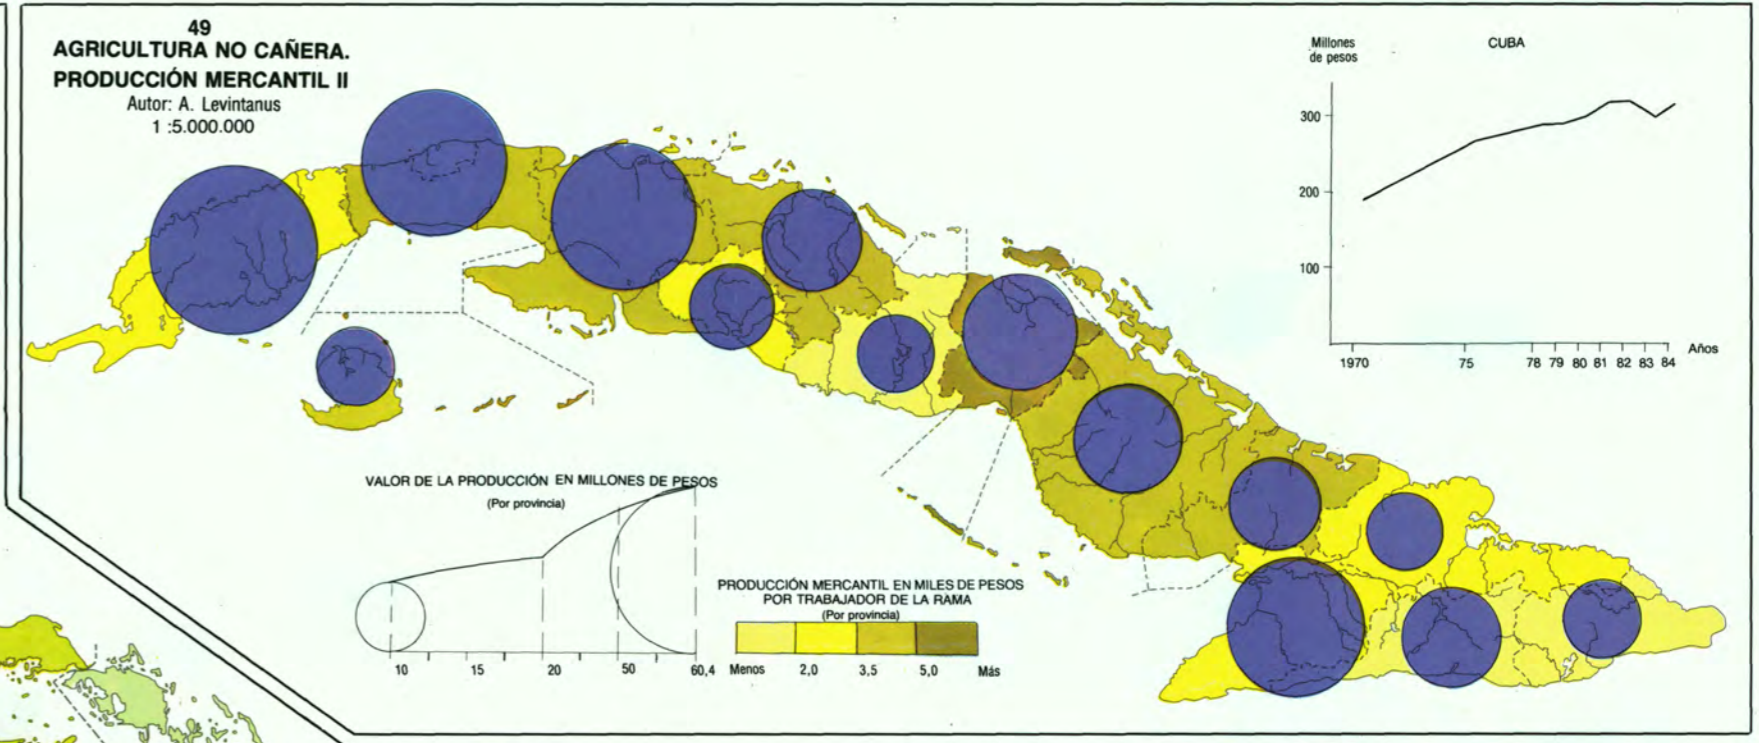 49
AGRICULTURA NO CAÑERA.
PRODUCCIÓN MERCANTIL II
Autor: A. Levintanus
1 :5.000.000
Millones
de pesos
CUBA
300
200
100
1970 75 78 79 80 81 82 83 84
Años
VALOR DE LA PRODUCCIÓN EN MILLONES DE PESOS
(Por provincia)
10 15 20 50 60,4
PRODUCCIÓN MERCANTIL EN MILES DE PESOS
POR TRABAJADOR DE LA RAMA
(Por provincia)
Menos 2,0 3,5 5,0 Más